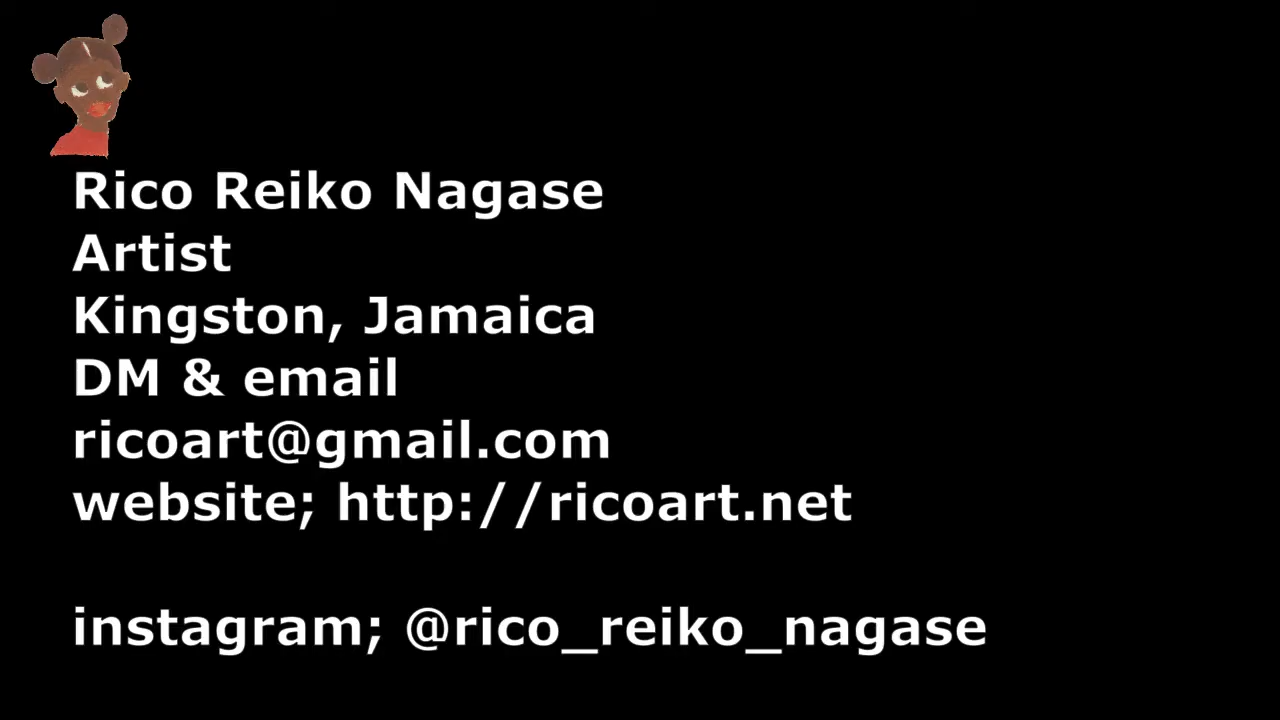 Rico Reiko Nagase
Artist
Kingston, Jamaica
DM & email
ricoart@gmail.com
website; http://ricoart.net
instagram; @rico_reiko_nagase